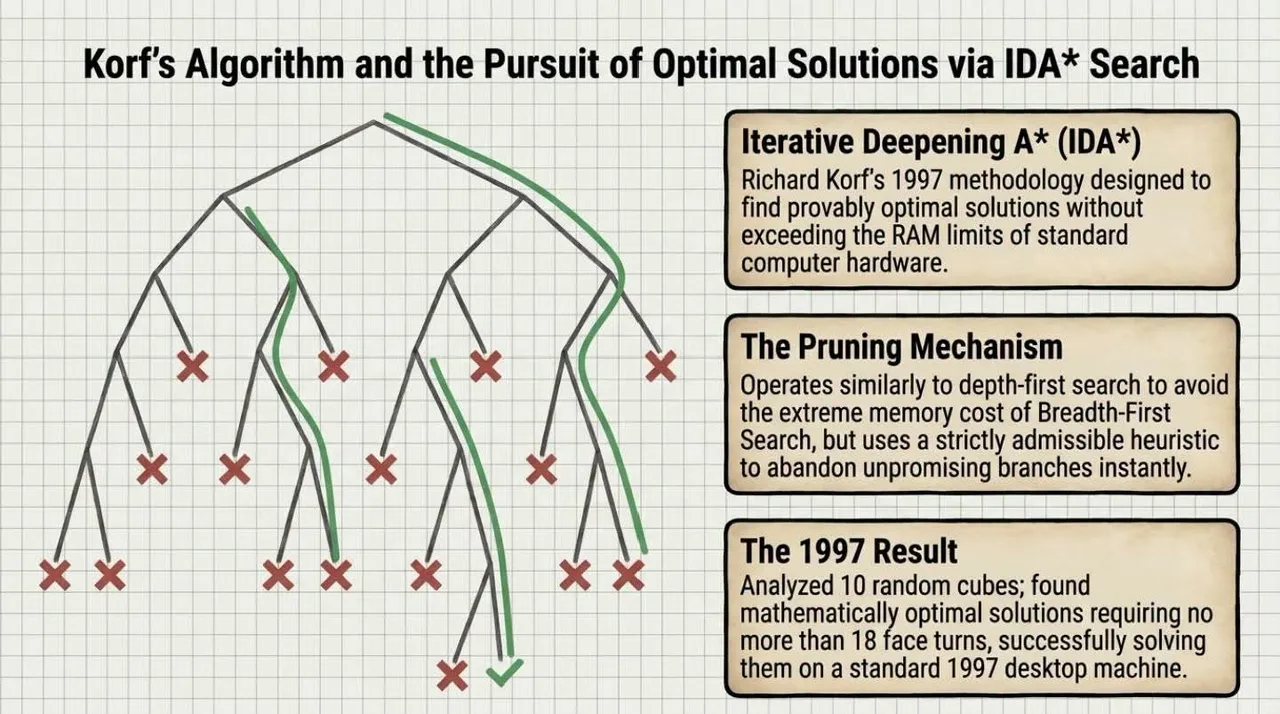 Korf's Algorithm and the Pursuit of Optimal Solutions via IDA* Search
Iterative Deepening A* (IDA*)
Richard Korf's 1997 methodology designed to
find provably optimal solutions without
exceeding the RAM limits of standard
computer hardware.
The Pruning Mechanism
Operates similarly to depth-first search to avoid
the extreme memory cost of Breadth-First
Search, but uses a strictly admissible heuristic
to abandon unpromising branches instantly.
The 1997 Result
Analyzed 10 random cubes; found
mathematically optimal solutions requiring no
more than 18 face turns, successfully solving
them on a standard 1997 desktop machine.